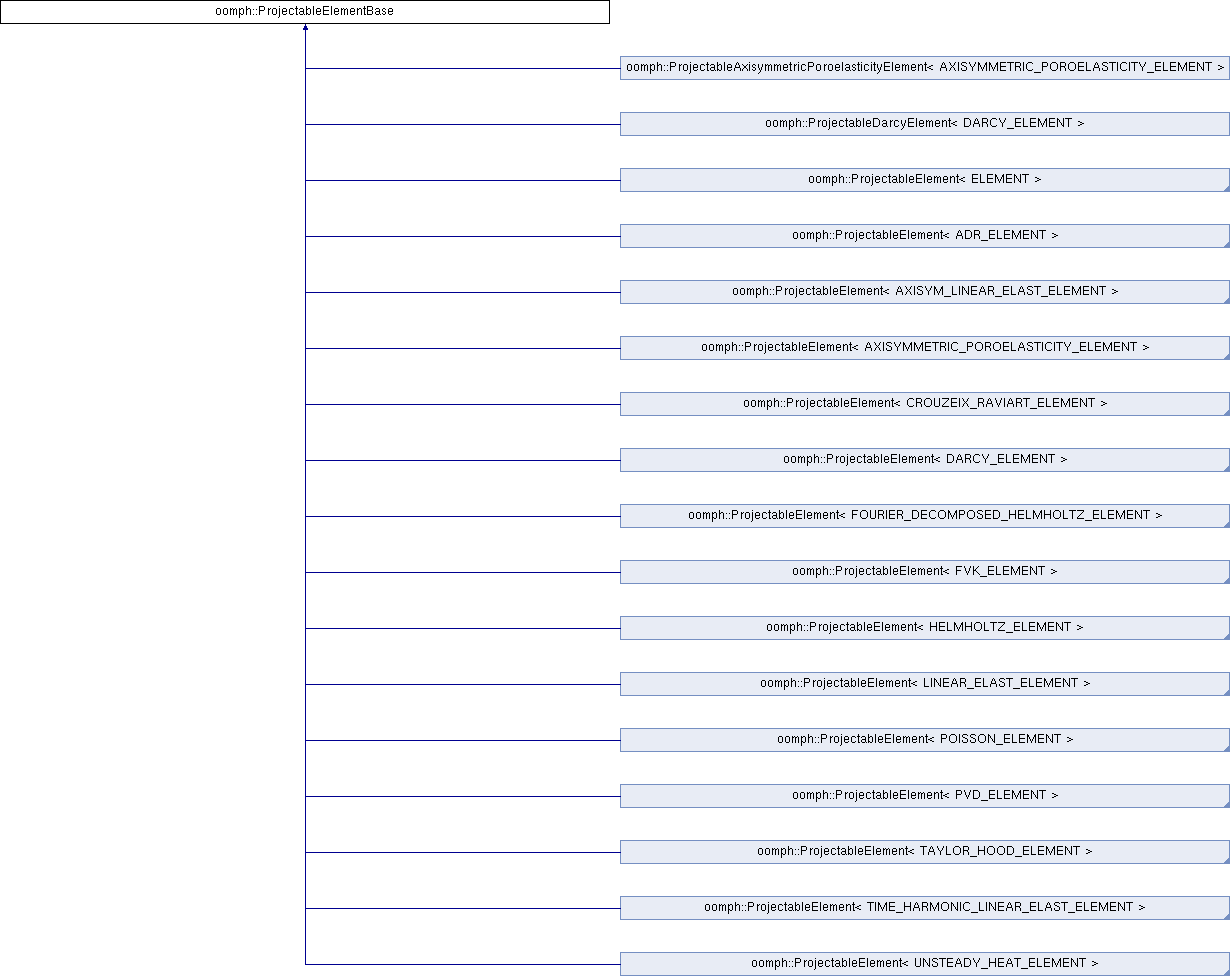 oomph::ProjectableElementBase
oomph::ProjectableAxisymmetricPoroelasticityElement< AXISYMMETRIC_POROELASTICITY_ELEMENT >
oomph::ProjectableDarcyElement< DARCY_ELEMENT >
oomph::ProjectableElement< ELEMENT >
oomph::ProjectableElement< ADR_ELEMENT >
oomph::ProjectableElement< AXISYM_LINEAR_ELAST_ELEMENT >
oomph::ProjectableElement< AXISYMMETRIC_POROELASTICITY_ELEMENT >
oomph::ProjectableElement< CROUZEIX_RAVIART_ELEMENT >
oomph::ProjectableElement< DARCY_ELEMENT >
oomph::ProjectableElement< FOURIER_DECOMPOSED_HELMHOLTZ_ELEMENT >
oomph::ProjectableElement< FVK_ELEMENT >
oomph::ProjectableElement< HELMHOLTZ_ELEMENT >
oomph::ProjectableElement< LINEAR_ELAST_ELEMENT >
oomph::ProjectableElement< POISSON_ELEMENT >
oomph::ProjectableElement< PVD_ELEMENT >
oomph::ProjectableElement< TAYLOR_HOOD_ELEMENT >
oomph::ProjectableElement< TIME_HARMONIC_LINEAR_ELAST_ELEMENT >
oomph::ProjectableElement< UNSTEADY_HEAT_ELEMENT >